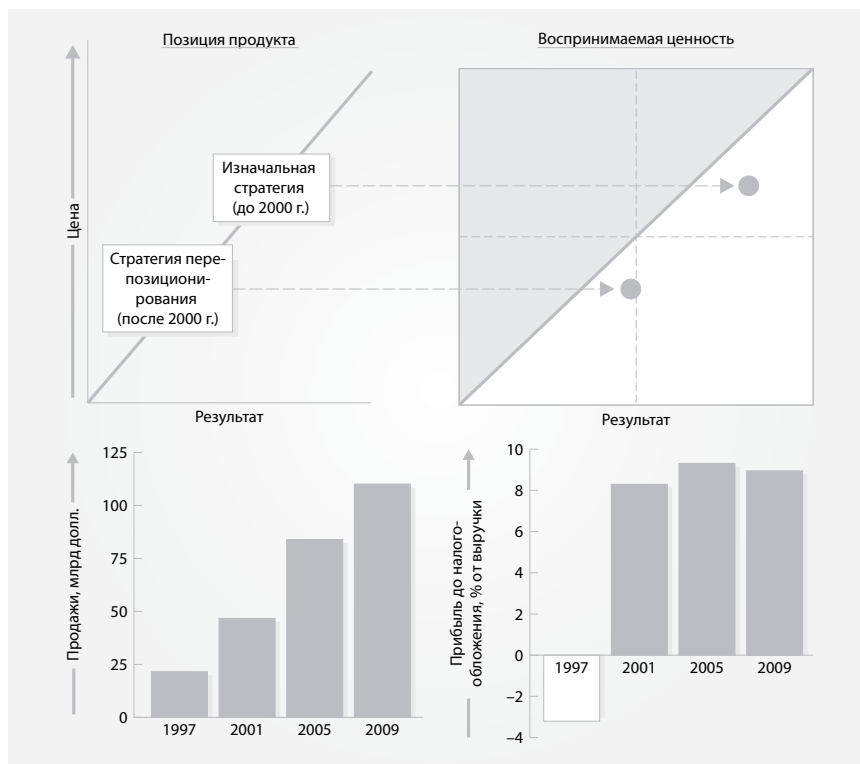 Позиция продукта
Воспринимаемая ценность
Цена
Изначальная
стратегия
(до 2000 г.)
Стратегия пере-
позициони-
рования
(после 2000 г.)
Результат
Результат
Продажи, млрд долл.
125
100
75
50
25
0
1997 2001 2005 2009
Прибыль до налого-
обложения, % от выручки
10
8
6
4
2
0
–2
–4
1997 2001 2005 2009